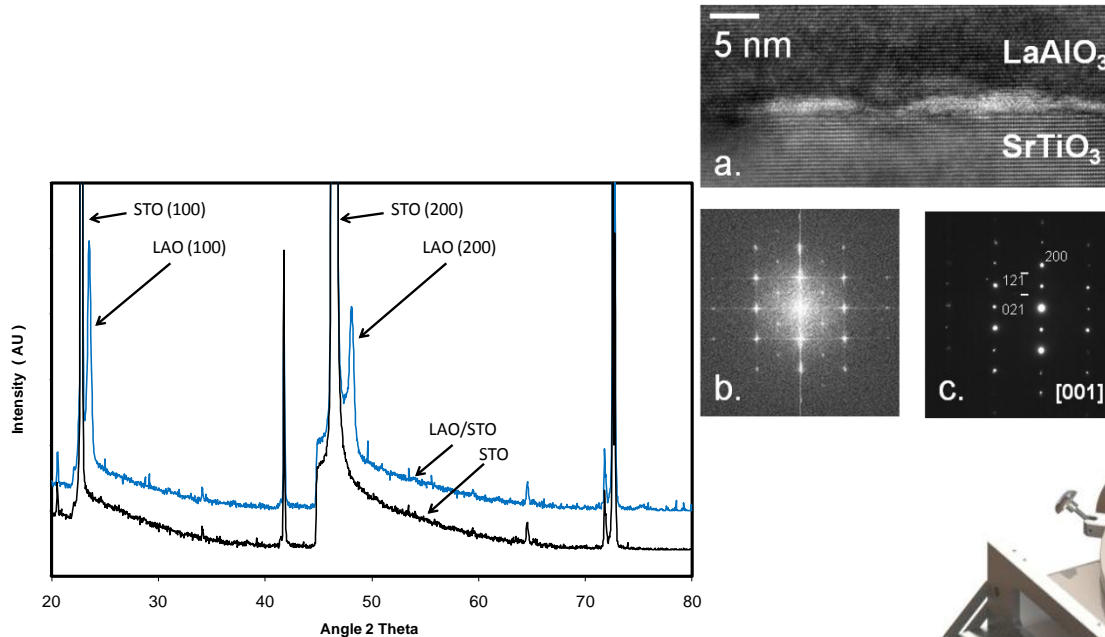 STO (100)
LAO (100)
STO (200)
LAO (200)
LAO/STO
STO
Intensity ( AU)
20
30
40
50
60
70
80
Angle 2 Theta
5 nm
LaAlO3
SrTiO3
a.
b.
200
121
021
c.
[001]